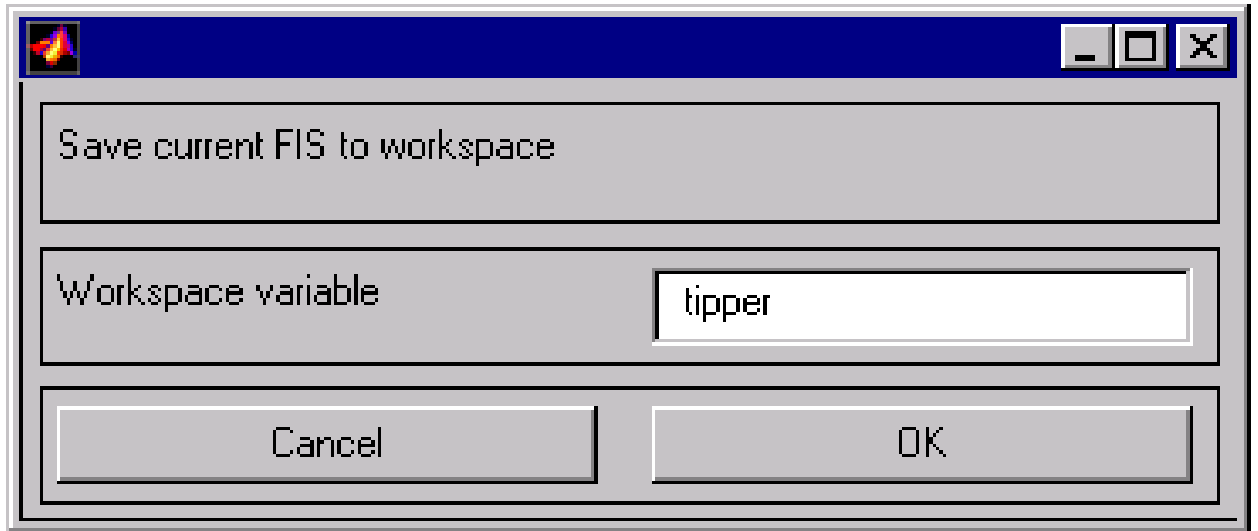 Save current FIS to workspace
Workspace variable
tipper
Cancel
OK